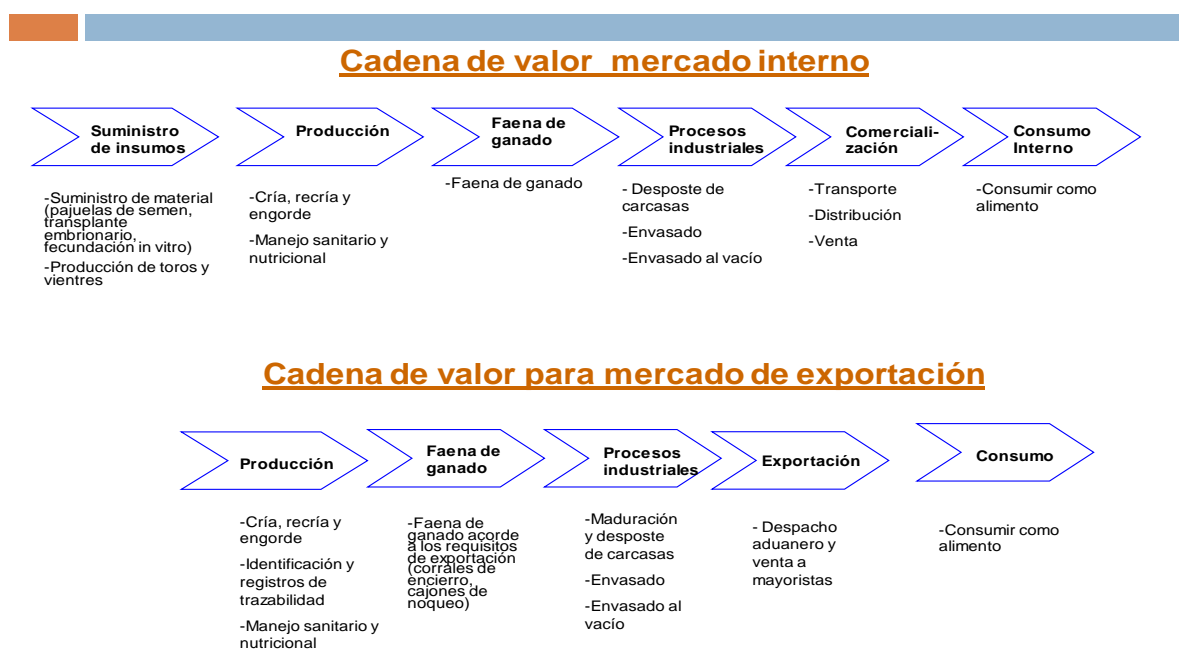 Cadena de valor  mercado interno
Suministro
de insumos
-Suministro de material
(pajuelas de semen,
transplante
embrionario,
fecundación in vitro)
-Producción de toros y
vientres
Producción
-Cría, recría y
engorde
-Manejo sanitario y
nutricional
Faena de
ganado
-Faena de ganado
Procesos
industriales
- Desposte de
carcasas
-Envasado
-Envasado al vacío
Comerciali-
zación
-Transporte
-Distribución
-Venta
Consumo
Interno
-Consumir como
alimento
Cadena de valor para mercado de exportación
Producción
-Cría, recría y
engorde
-Identificación y
registros de
trazabilidad
-Manejo sanitario y
nutricional
Faena de
ganado
-Faena de
ganado acorde
a los requisitos
de exportación
(corrales de
encierro,
cajones de
noqueo)
Procesos
industriales
-Maduración
y desposte
de carcasas
-Envasado
-Envasado al
vacío
Exportación
- Despacho
aduanero y
venta a
mayoristas
Consumo
-Consumir como
alimento